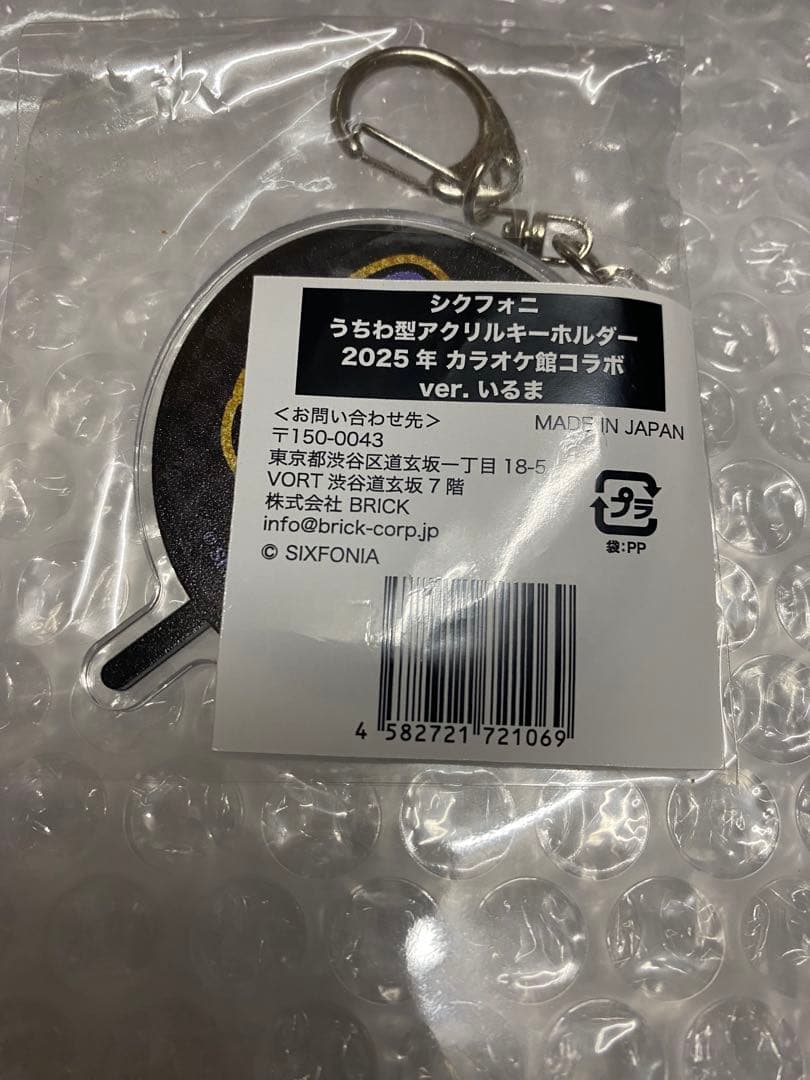 シクフォニ
うちわ型アクリルキーホルダー
2025年 カラオケ館コラボ
ver. いるま
＜お問い合わせ先＞
MADE IN JAPAN
〒150-0043
東京都渋谷区道玄坂一丁目18-5
VORT 渋谷道玄坂7階
株式会社 BRICK
info@brick-corp.jp
プラ
袋:PP
© SIXFONIA
4 582721 721069